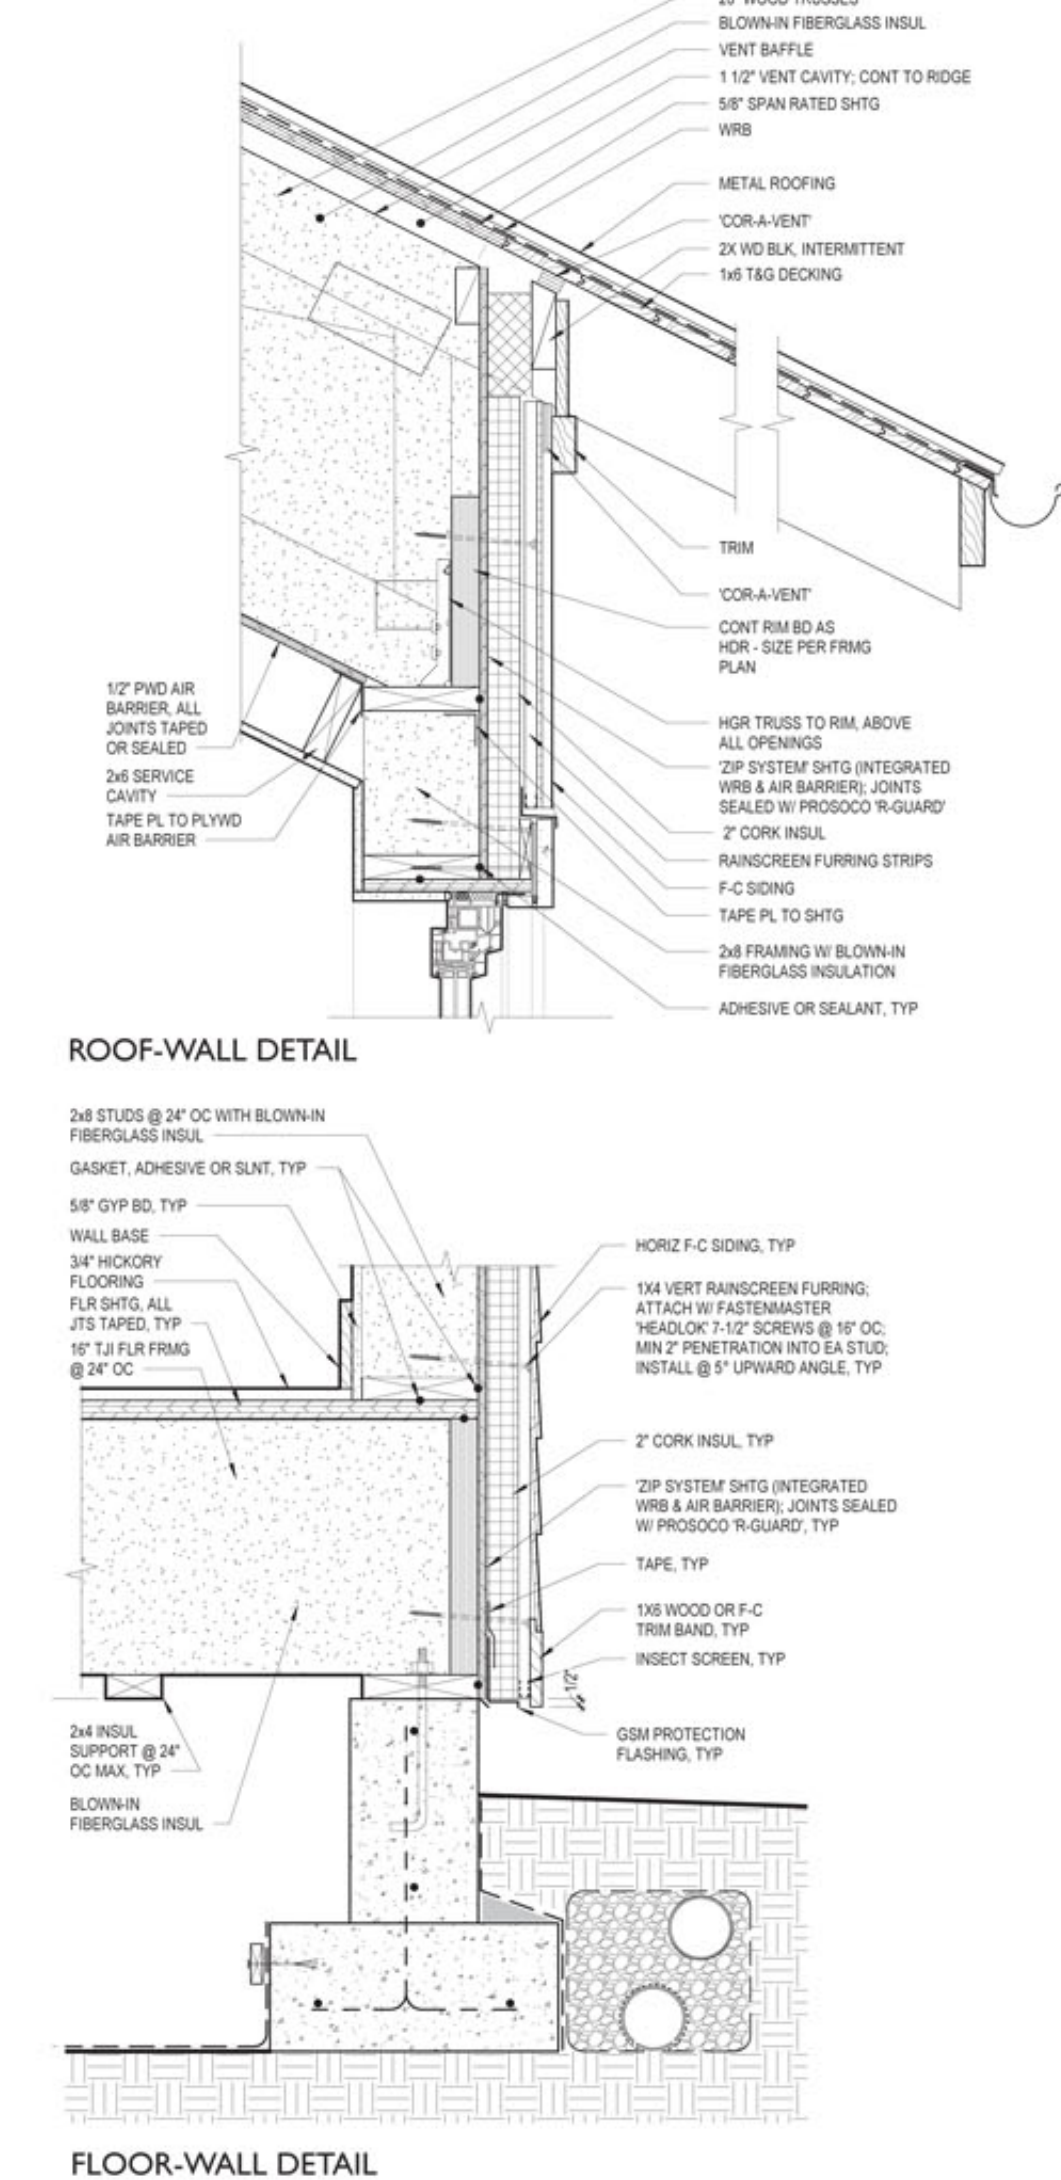 BLOWN-IN FIBERGLASS INSUL
VENT BAFFLE
1 1/2" VENT CAVITY; CONT TO RIDGE
5/8" SPAN RATED SHTG
WRB
METAL ROOFING
'COR-A-VENT'
2X WD BLK, INTERMITTENT
1x6 T&G DECKING
TRIM
'COR-A-VENT'
CONT RIM BD AS
HDR - SIZE PER FRMG
PLAN
HGR TRUSS TO RIM, ABOVE
ALL OPENINGS
'ZIP SYSTEM' SHTG (INTEGRATED
WRB & AIR BARRIER); JOINTS
SEALED W/ PROSOCO 'R-GUARD'
2" CORK INSUL
RAINSCREEN FURRING STRIPS
F-C SIDING
TAPE PL TO SHTG
2x8 FRAMING W/ BLOWN-IN
FIBERGLASS INSULATION
ADHESIVE OR SEALANT, TYP
1/2" PWD AIR
BARRIER, ALL
JOINTS TAPED
OR SEALED
2x6 SERVICE
CAVITY
TAPE PL TO PLYWD
AIR BARRIER
ROOF-WALL DETAIL
2x8 STUDS @ 24" OC WITH BLOWN-IN
FIBERGLASS INSUL
GASKET, ADHESIVE OR SLNT, TYP
5/8" GYP BD, TYP
WALL BASE
3/4" HICKORY
FLOORING
FLR SHTG, ALL
JTS TAPED, TYP
16" TJI FLR FRMG
@ 24" OC
HORIZ F-C SIDING, TYP
1X4 VERT RAINSCREEN FURRING;
ATTACH W/ FASTENMASTER
'HEADLOK' 7-1/2" SCREWS @ 16" OC;
MIN 2" PENETRATION INTO EA STUD;
INSTALL @ 5° UPWARD ANGLE, TYP
2" CORK INSUL, TYP
'ZIP SYSTEM' SHTG (INTEGRATED
WRB & AIR BARRIER); JOINTS SEALED
W/ PROSOCO 'R-GUARD', TYP
TAPE, TYP
1X6 WOOD OR F-C
TRIM BAND, TYP
INSECT SCREEN, TYP
1/2"
GSM PROTECTION
FLASHING, TYP
2x4 INSUL
SUPPORT @ 24"
OC MAX, TYP
BLOWN-IN
FIBERGLASS INSUL
FLOOR-WALL DETAIL